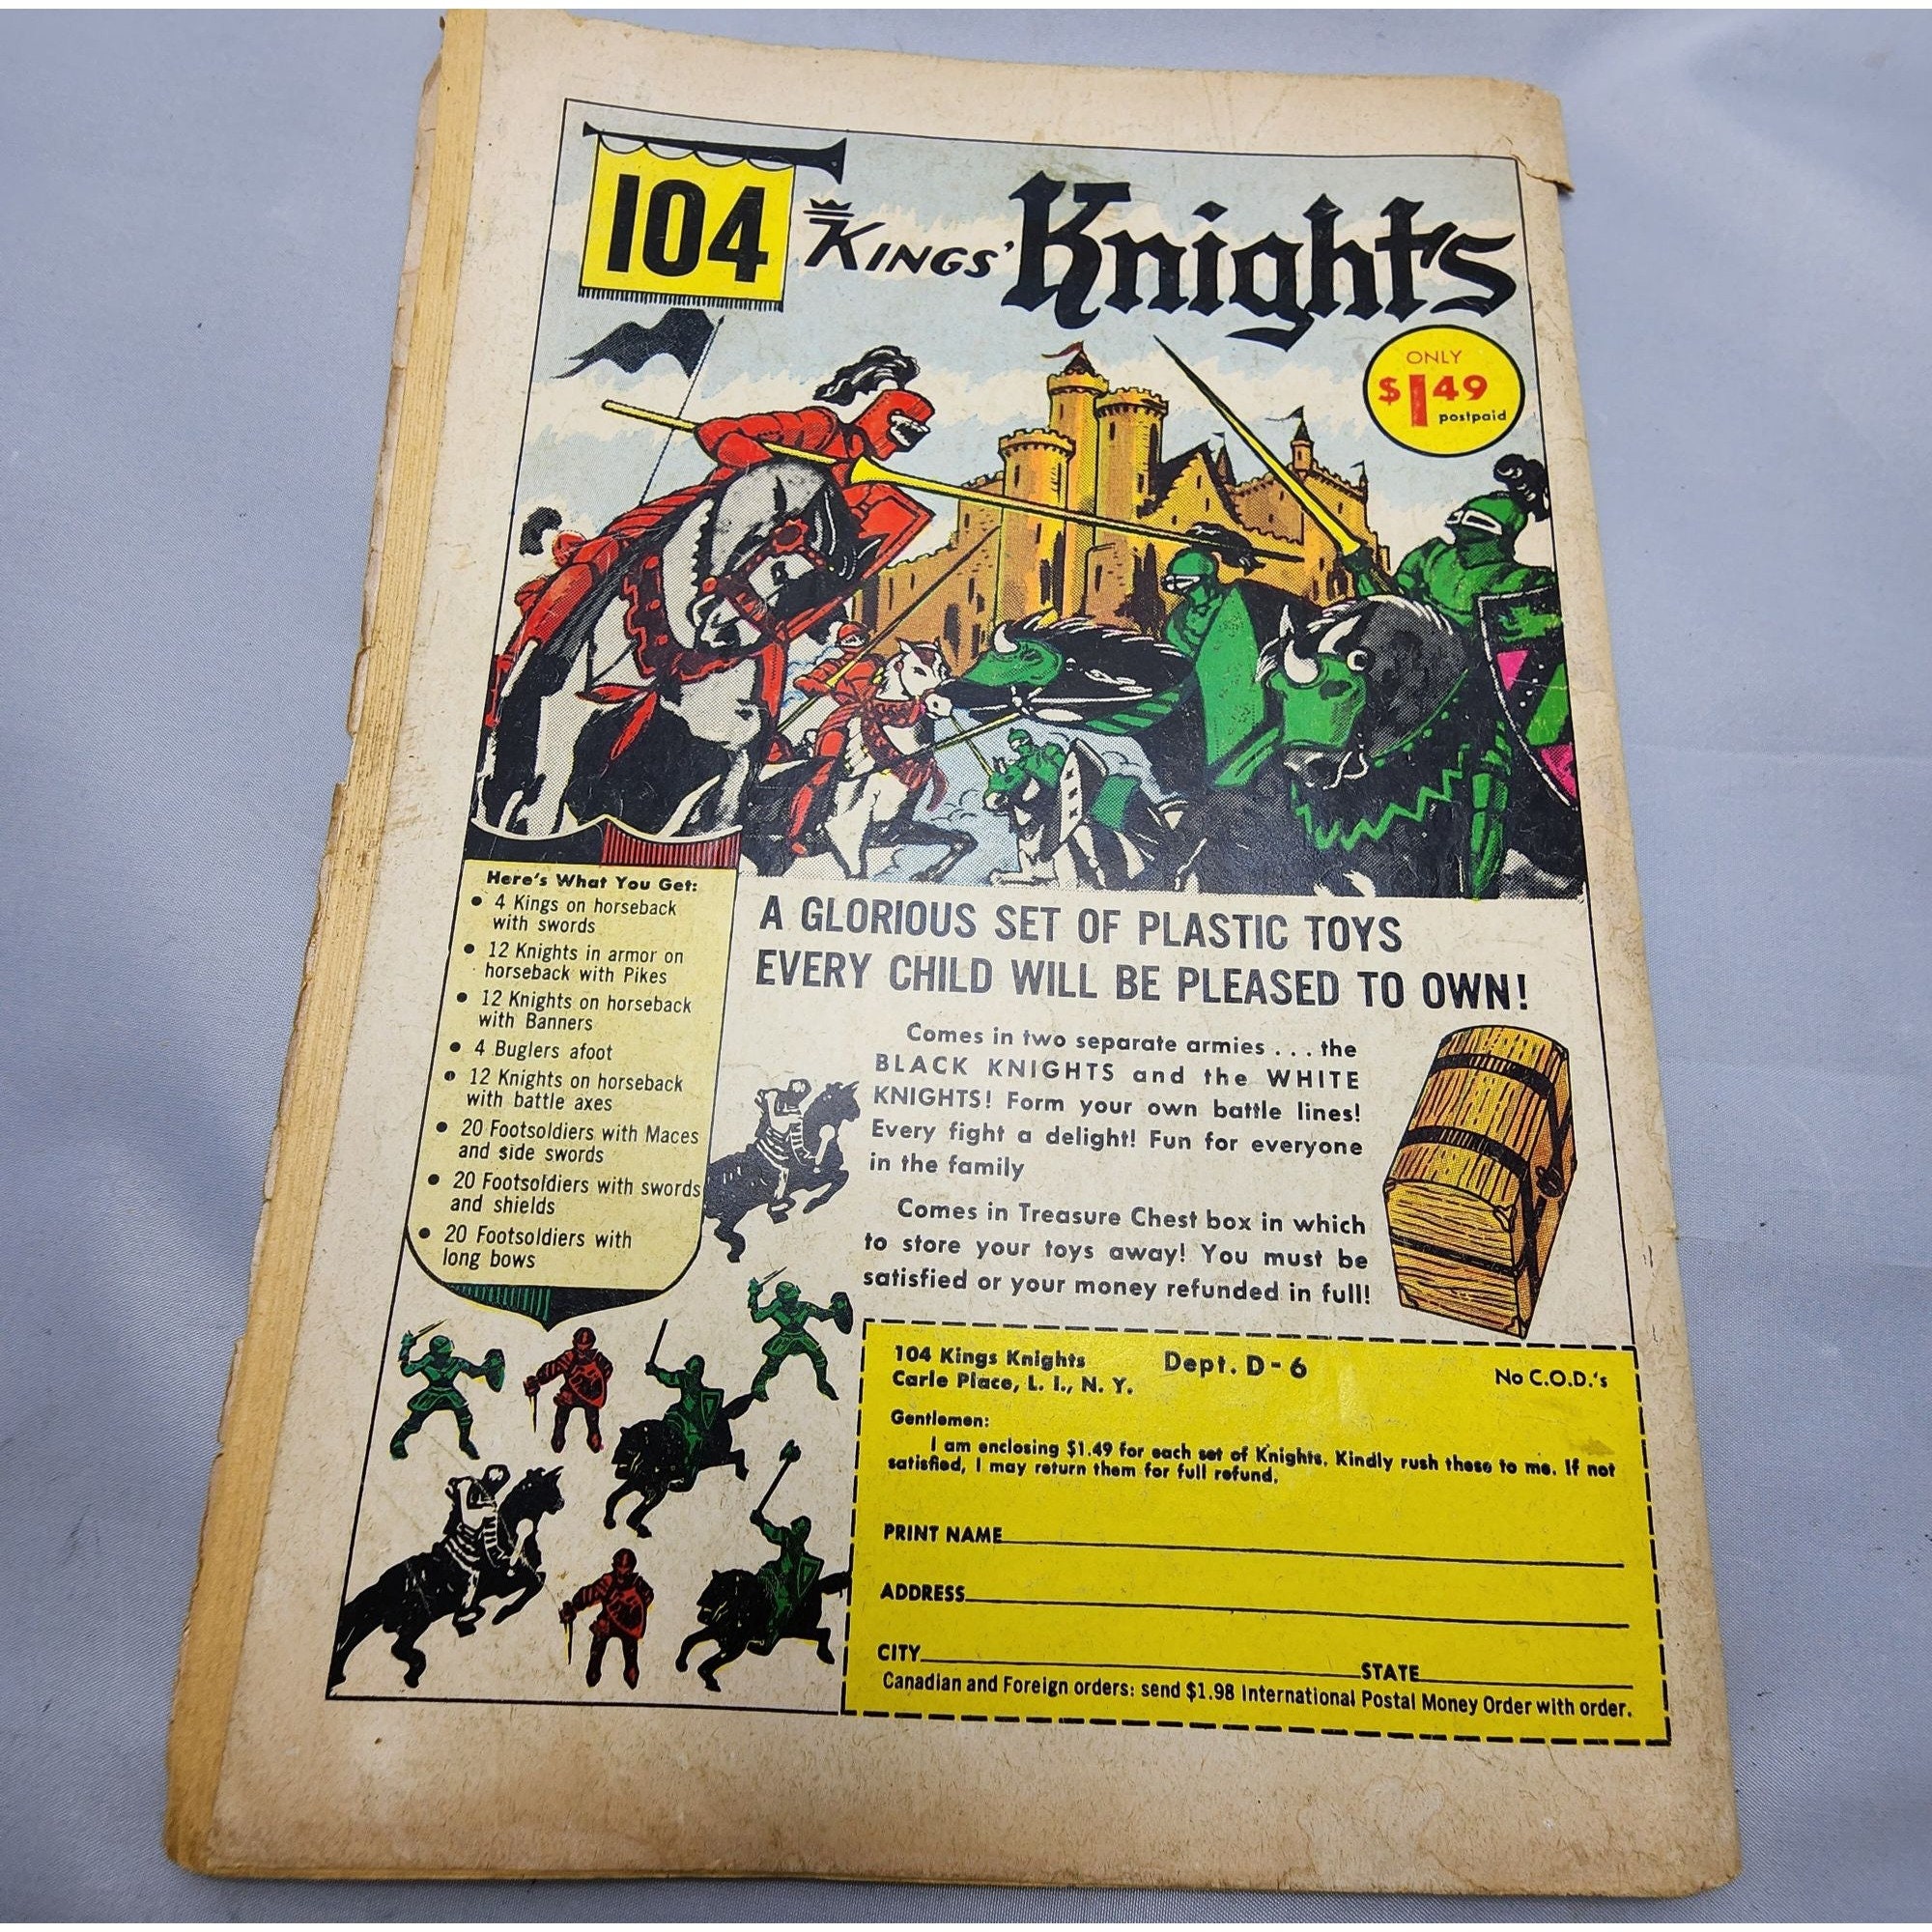 104 KINGS' Knights
ONLY
$1.49
postpaid
Here's What You Get:
• 4 Kings on horseback
with swords
• 12 Knights in armor on
horseback with Pikes
• 12 Knights on horseback
with Banners
• 4 Buglers afoot
• 12 Knights on horseback
with battle axes
• 20 Footsoldiers with Maces
and side swords
• 20 Footsoldiers with swords
and shields
• 20 Footsoldiers with
long bows
A GLORIOUS SET OF PLASTIC TOYS
EVERY CHILD WILL BE PLEASED TO OWN!
Comes in two separate armies . . . the
BLACK KNIGHTS and the WHITE
KNIGHTS! Form your own battle lines!
Every fight a delight! Fun for everyone
in the family
Comes in Treasure Chest box in which
to store your toys away! You must be
satisfied or your money refunded in full!
104 Kings Knights Dept. D-6 No C.O.D.'s
Carle Place, L. I., N. Y.
Gentlemen:
I am enclosing $1.49 for each set of Knights. Kindly rush these to me. If not
satisfied, I may return them for full refund.
PRINT NAME
ADDRESS
CITY STATE
Canadian and Foreign orders: send $1.98 International Postal Money Order with order.